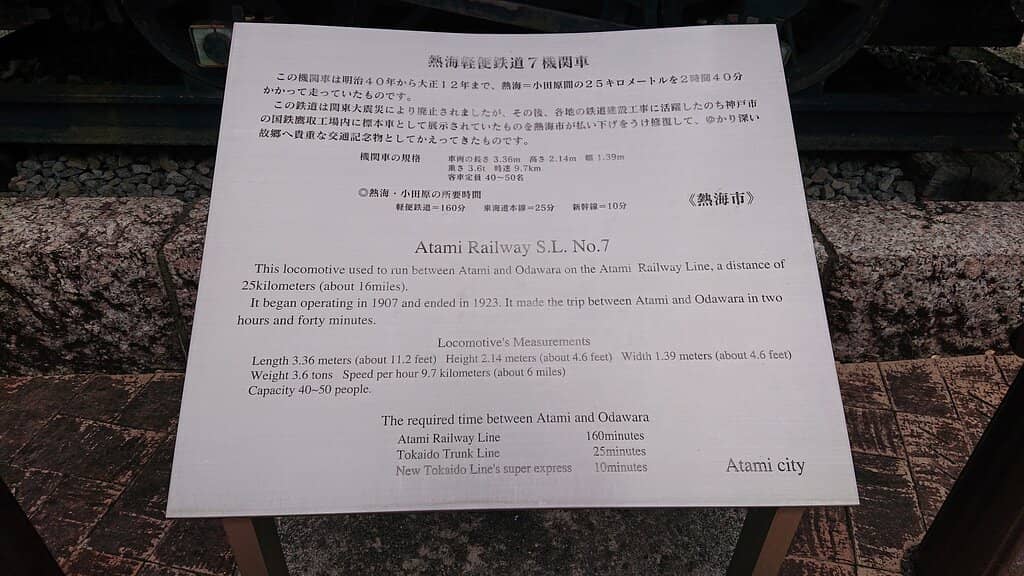 熱海軽便鉄道7機関車
この機関車は明治40年から大正12年まで、熱海＝小田原間の25キロメートルを2時間40分
かかって走っていたものです。
この鉄道は関東大震災により廃止されましたが、その後、各地の鉄道建設工事に活躍したのち神戸市
の国鉄鷹取工場内に標本車として展示されていたものを熱海市が払い下げをうけ修復して、ゆかり深い
故郷へ貴重な交通記念物としてかえってきたものです。
機関車の規格 車両の長さ 3.36m 高さ 2.14m 幅 1.39m
重さ 3.6t 時速 9.7km
客車定員 40～50名
◎熱海・小田原の所要時間
軽便鉄道＝160分 東海道本線＝25分 新幹線＝10分
《熱海市》
Atami Railway S.L. No.7
This locomotive used to run between Atami and Odawara on the Atami Railway Line, a distance of
25kilometers (about 16miles).
It began operating in 1907 and ended in 1923. It made the trip between Atami and Odawara in two
hours and forty minutes.
Locomotive's Measurements
Length 3.36 meters (about 11.2 feet) Height 2.14 meters (about 4.6 feet) Width 1.39 meters (about 4.6 feet)
Weight 3.6 tons Speed per hour 9.7 kilometers (about 6 miles)
Capacity 40~50 people.
The required time between Atami and Odawara
Atami Railway Line 160minutes
Tokaido Trunk Line 25minutes
New Tokaido Line's super express 10minutes
Atami city